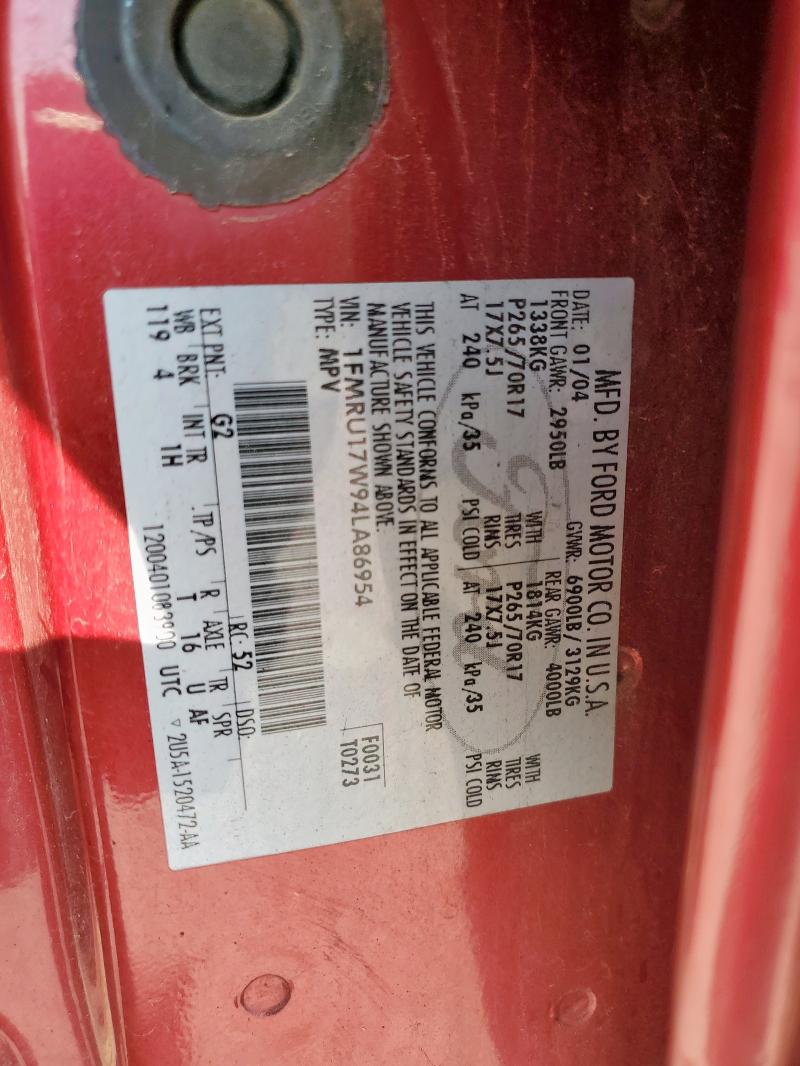 MFD. BY FORD MOTOR CO. IN U.S.A.
DATE: 01/04 GVWR: 6900LB/3129KG
FRONT GAWR: 2950LB REAR GAWR: 4000LB
1338KG WITH 1814KG WITH
P265/70R17 TIRES P265/70R17 TIRES
17X7.5J RIMS 17X7.5J RIMS
AT 240 kPa/35 PSI COLD AT 240 kPa/35 PSI COLD
THIS VEHICLE CONFORMS TO ALL APPLICABLE FEDERAL MOTOR
VEHICLE SAFETY STANDARDS IN EFFECT ON THE DATE OF
MANUFACTURE SHOWN ABOVE.
VIN: 1FMRU17W94LA86954 F0031
TYPE: MPV T0273
EXT PNT: G2 RC: 52 DSO:
WB BRK INT TR TP/PS R AXLE TR SPR
119 4 1H T 16 U AF
UTC ▽ 2U5A-1520472-AA